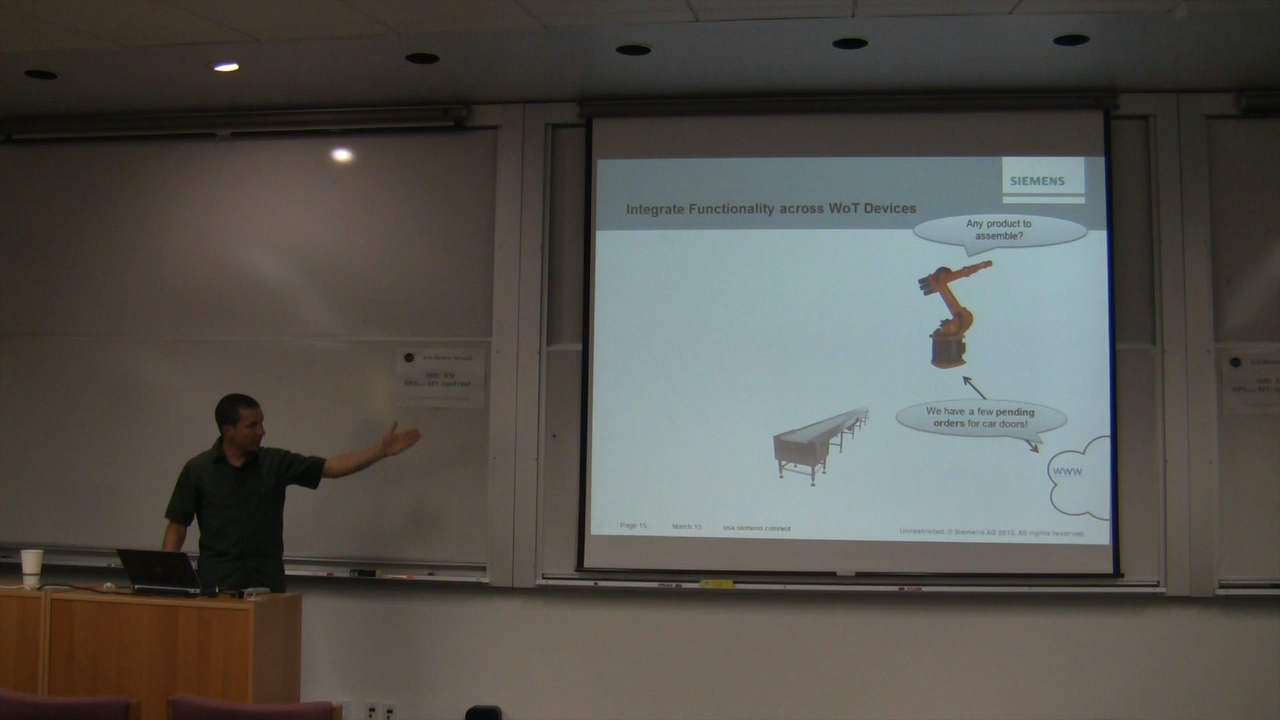 SIEMENS
Integrate Functionality across WoT Devices
Any product to
assemble?
We have a few pending
orders for car doors!
WWW
Page 15
March 15
usa.siemens.com/wot
Unrestricted. © Siemens AG 2013. All rights reserved.